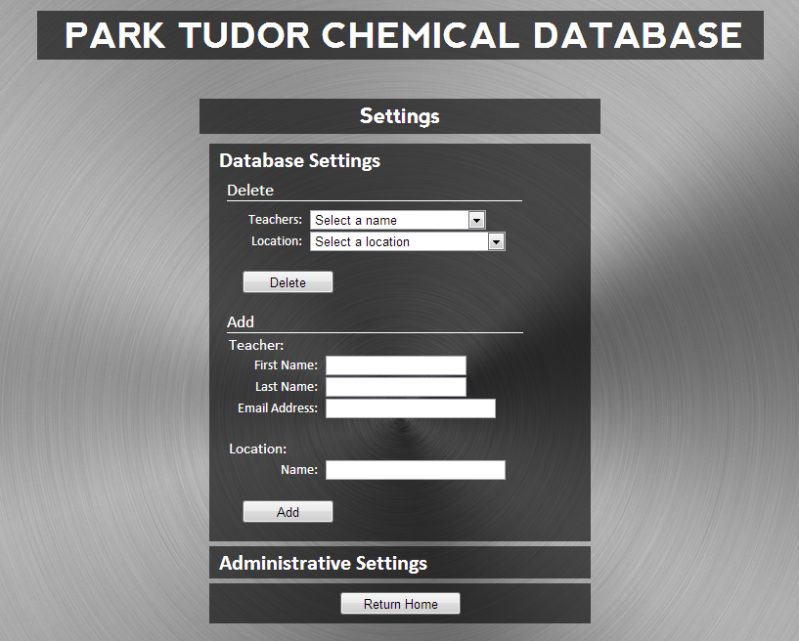 PARK TUDOR CHEMICAL DATABASE
Settings
Database Settings
Delete
Teachers: Select a name
Location: Select a location
Delete
Add
Teacher:
First Name:
Last Name:
Email Address:
Location:
Name:
Add
Administrative Settings
Return Home